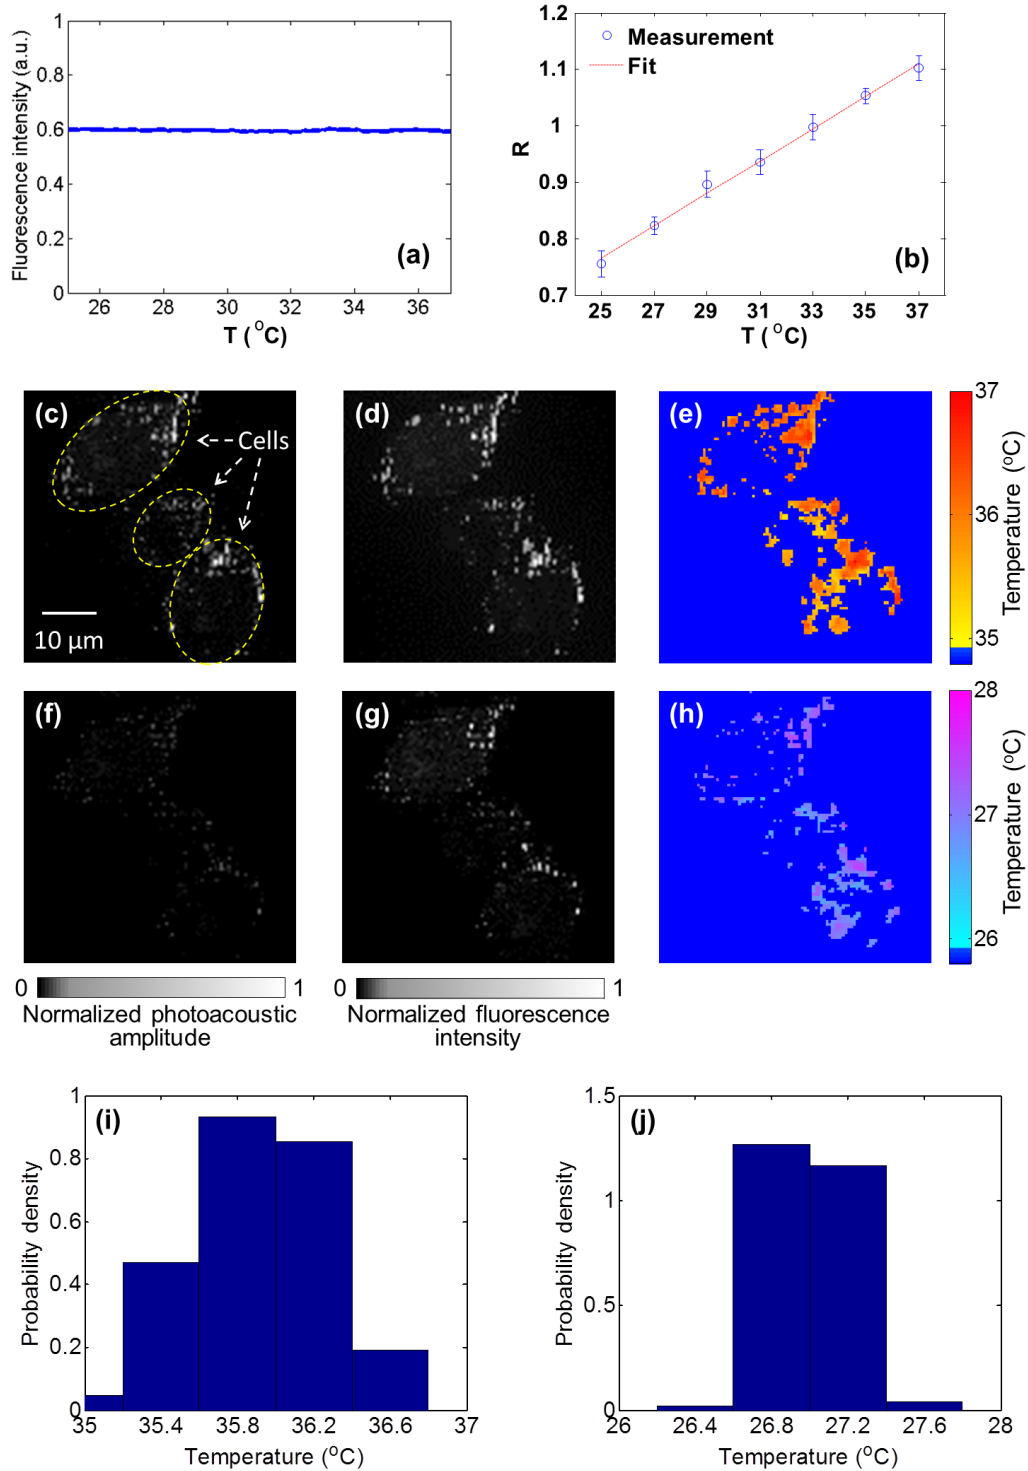 1
0.8
0.6
0.4
0.2
0
Fluorescence intensity (a.u.)
(a)
26 28 30 32 34 36
T (°C)
1.2
1.1
1
0.9
0.8
0.7
R
Measurement
Fit
(b)
25 27 29 31 33 35 37
T (°C)
(c)
Cells
10 µm
(d)
(e)
37
36
35
Temperature (°C)
(f)
(g)
(h)
28
27
26
Temperature (°C)
0 1
Normalized photoacoustic
amplitude
0 1
Normalized fluorescence
intensity
(i)
1
0.8
0.6
0.4
0.2
0
Probability density
35 35.4 35.8 36.2 36.6 37
Temperature (°C)
(j)
1.5
1
0.5
0
Probability density
26 26.4 26.8 27.2 27.6 28
Temperature (°C)